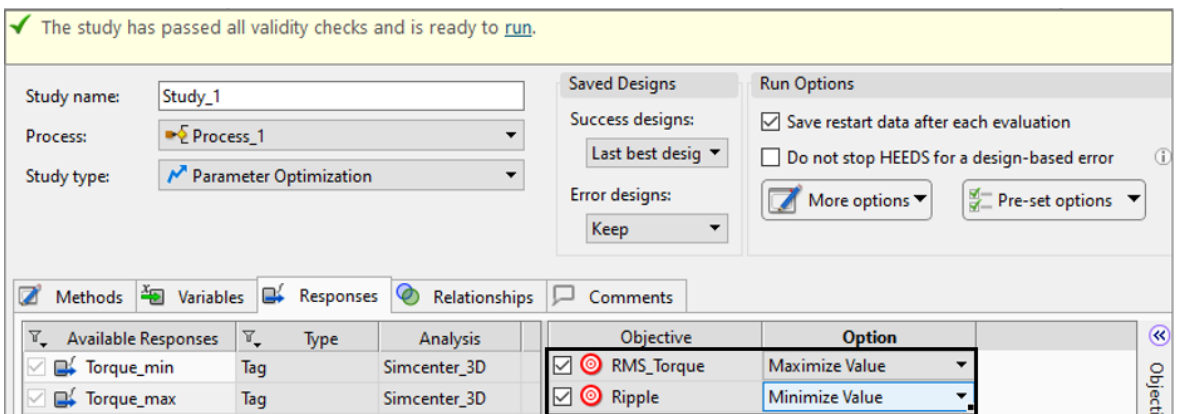 The study has passed all validity checks and is ready to run.
Study name: Study_1
Process: Process_1
Study type: Parameter Optimization
Saved Designs
Success designs:
Last best desig
Error designs:
Keep
Run Options
Save restart data after each evaluation
Do not stop HEEDS for a design-based error
More options Pre-set options
Methods Variables Responses Relationships Comments
Available Responses Type Analysis Objective Option
Torque_min Tag Simcenter_3D RMS_Torque Maximize Value
Torque_max Tag Simcenter_3D Ripple Minimize Value
Objecti